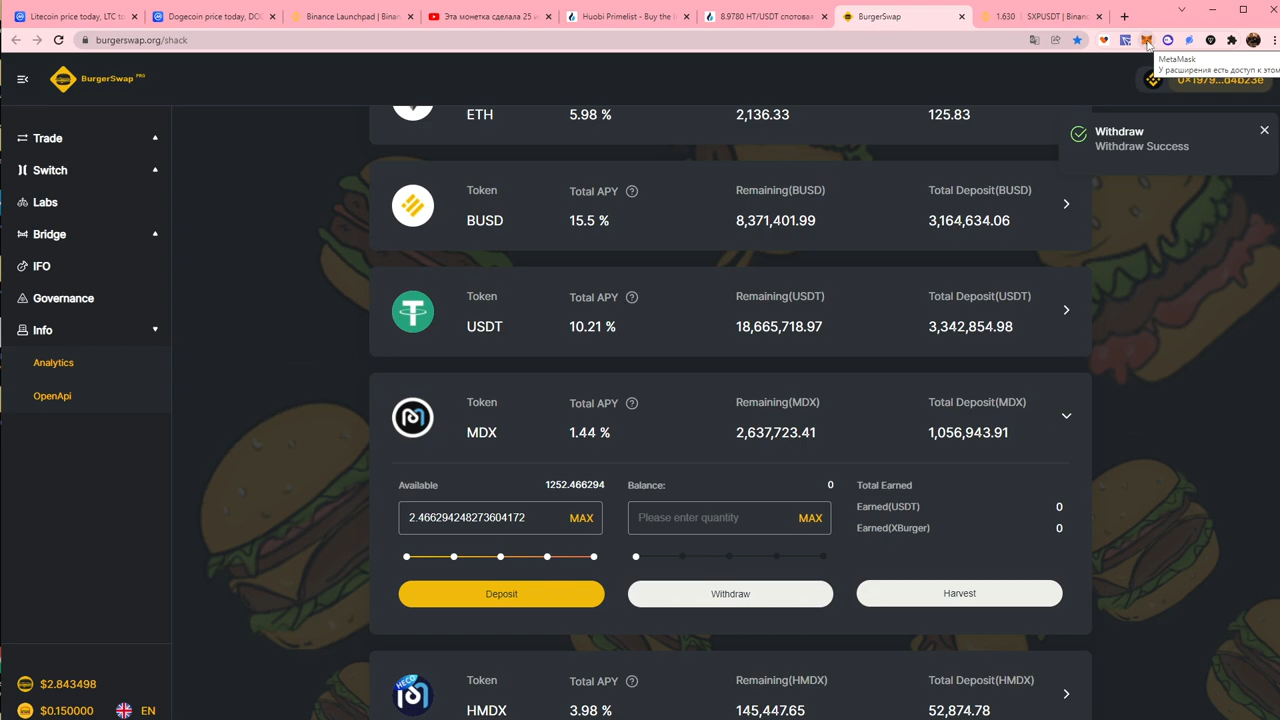 Litecoin price today, LTC to
Dogecoin price today, DO
Binance Launchpad | Binan
Эта монетка сделала 25 и
Huobi Primelist - Buy the
8.9780 HT/USDT спотовая
BurgerSwap
1.630 | SXPUSDT | Binanc
burgerswap.org/shack
MetaMask
У расширения есть доступ к этом
BurgerSwap PRO
0x1979...d4b23e
Trade
Switch
Labs
Bridge
IFO
Governance
Info
Analytics
OpenApi
$2.843498
$0.150000
EN
ETH 5.98 % 2,136.33 125.83
Withdraw
Withdraw Success
Token Total APY Remaining(BUSD) Total Deposit(BUSD)
BUSD 15.5 % 8,371,401.99 3,164,634.06
Token Total APY Remaining(USDT) Total Deposit(USDT)
USDT 10.21 % 18,665,718.97 3,342,854.98
Token Total APY Remaining(MDX) Total Deposit(MDX)
MDX 1.44 % 2,637,723.41 1,056,943.91
Available 1252.466294 Balance: 0 Total Earned
Earned(USDT) 0
2.466294248273604172 MAX Please enter quantity MAX
Earned(XBurger) 0
Deposit Withdraw Harvest
HECO
Token Total APY Remaining(HMDX) Total Deposit(HMDX)
HMDX 3.98 % 145,447.65 52,874.78